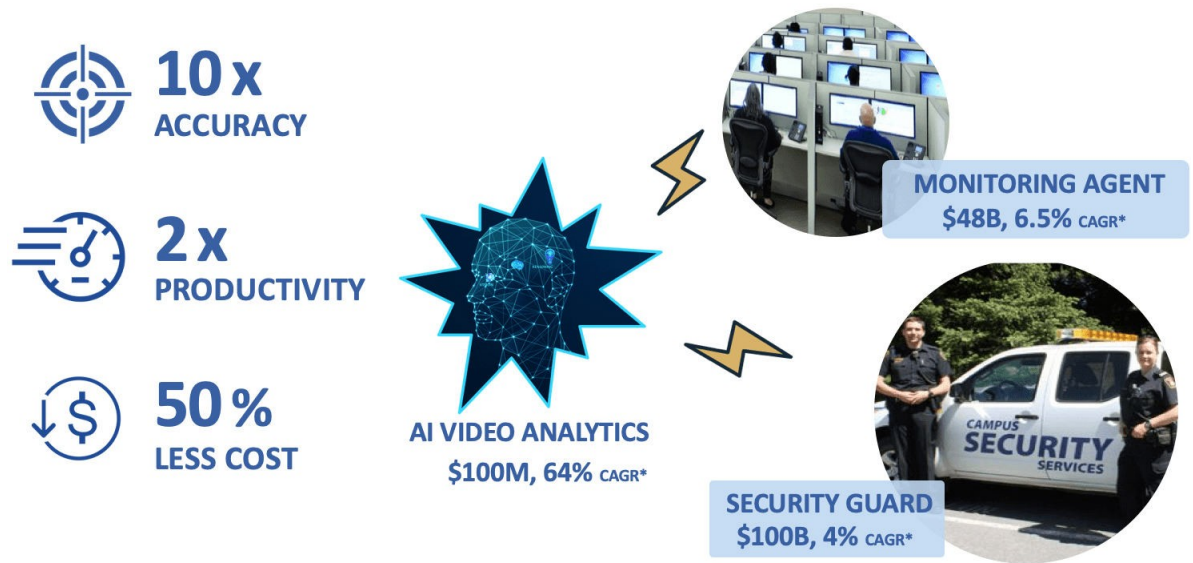 10 x
ACCURACY
2 x
PRODUCTIVITY
50 %
LESS COST
AI VIDEO ANALYTICS
$100M, 64% CAGR*
MONITORING AGENT
$48B, 6.5% CAGR*
CAMPUS
SECURITY
SERVICES
SECURITY GUARD
$100B, 4% CAGR*